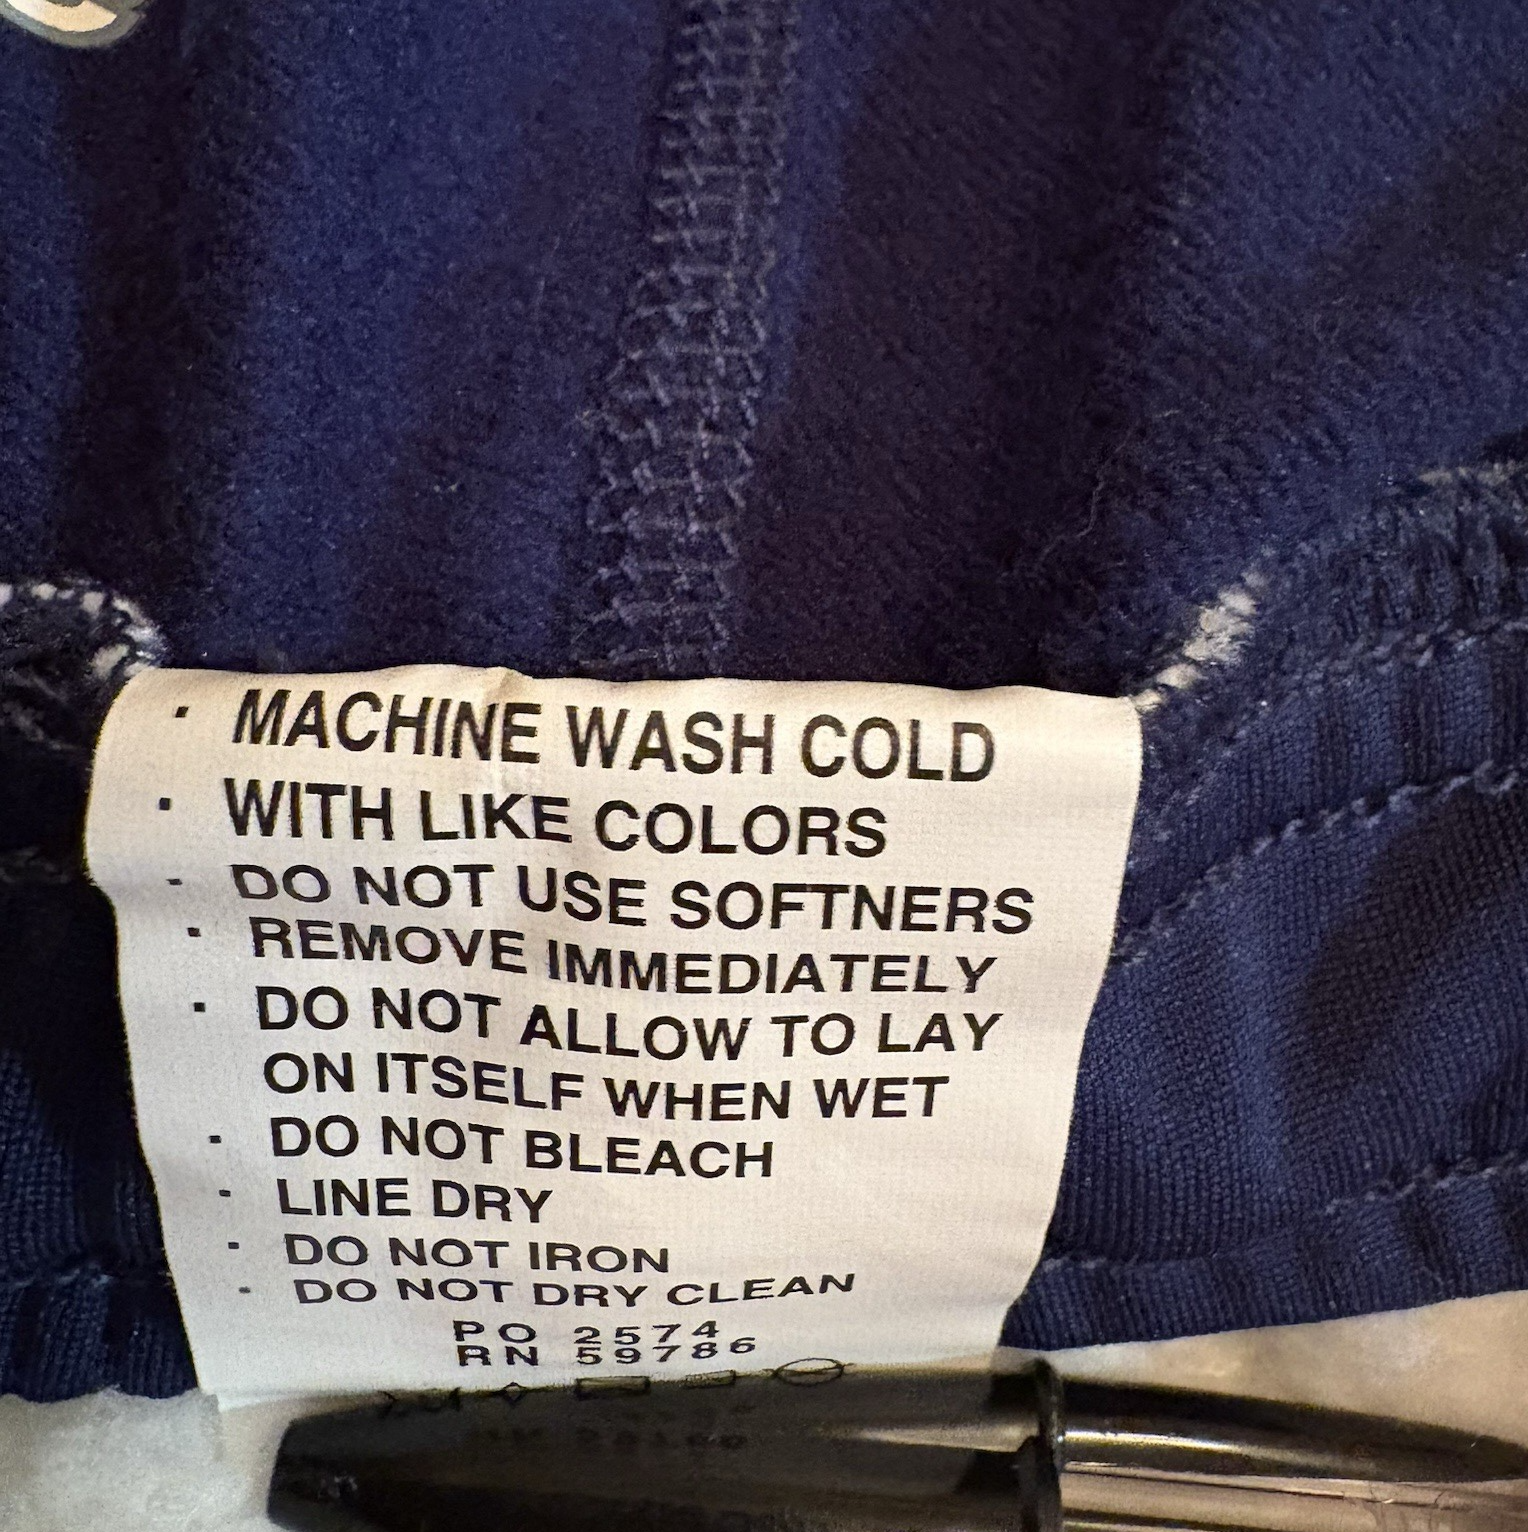 · MACHINE WASH COLD
· WITH LIKE COLORS
· DO NOT USE SOFTNERS
· REMOVE IMMEDIATELY
· DO NOT ALLOW TO LAY
ON ITSELF WHEN WET
· DO NOT BLEACH
· LINE DRY
· DO NOT IRON
· DO NOT DRY CLEAN
PO 2574
RN 59786